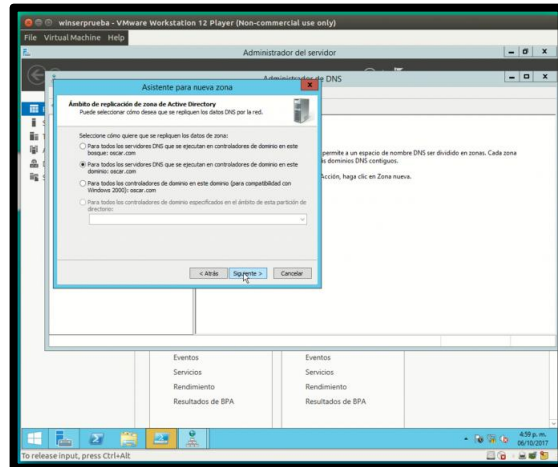 winserprueba - VMware Workstation 12 Player (Non-commercial use only)
File Virtual Machine Help
Administrador del servidor
Administrador de DNS
Asistente para nueva zona
Ámbito de replicación de zona de Active Directory
Puede seleccionar cómo desea que se repliquen los datos DNS por la red.
Seleccione cómo quiere que se repliquen los datos de zona:
Para todos los servidores DNS que se ejecutan en controladores de dominio en este
bosque: oscar.com
Para todos los servidores DNS que se ejecutan en controladores de dominio en este
dominio: oscar.com
Para todos los controladores de dominio en este dominio (para compatibilidad con
Windows 2000): oscar.com
Para todos los controladores de dominio especificados en el ámbito de esta partición de
directorio:
< Atrás Siguiente > Cancelar
permite a un espacio de nombre DNS ser dividido en zonas. Cada zona
dominios DNS contiguos.
Acción, haga clic en Zona nueva.
Eventos Eventos
Servicios Servicios
Rendimiento Rendimiento
Resultados de BPA Resultados de BPA
4:59 p. m.
06/10/2017
To release input, press Ctrl+Alt